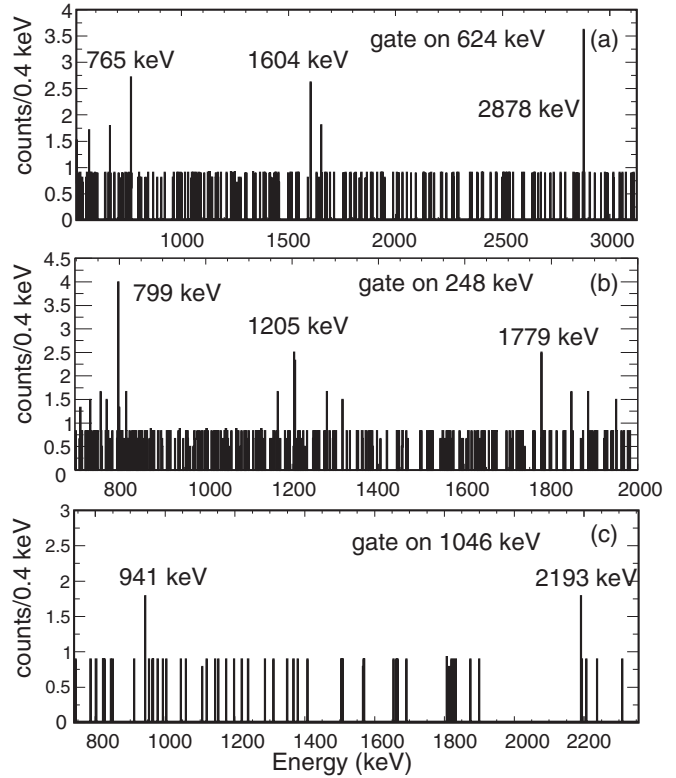 4
3.5
3
2.5
2
1.5
1
0.5
0
counts/0.4 keV
gate on 624 keV
(a)
765 keV
1604 keV
2878 keV
1000
1500
2000
2500
3000
4.5
4
3.5
3
2.5
2
1.5
1
0.5
0
counts/0.4 keV
gate on 248 keV
(b)
799 keV
1205 keV
1779 keV
800
1000
1200
1400
1600
1800
2000
3
2.5
2
1.5
1
0.5
0
counts/0.4 keV
gate on 1046 keV
(c)
941 keV
2193 keV
800
1000
1200
1400
1600
1800
2000
2200
Energy (keV)